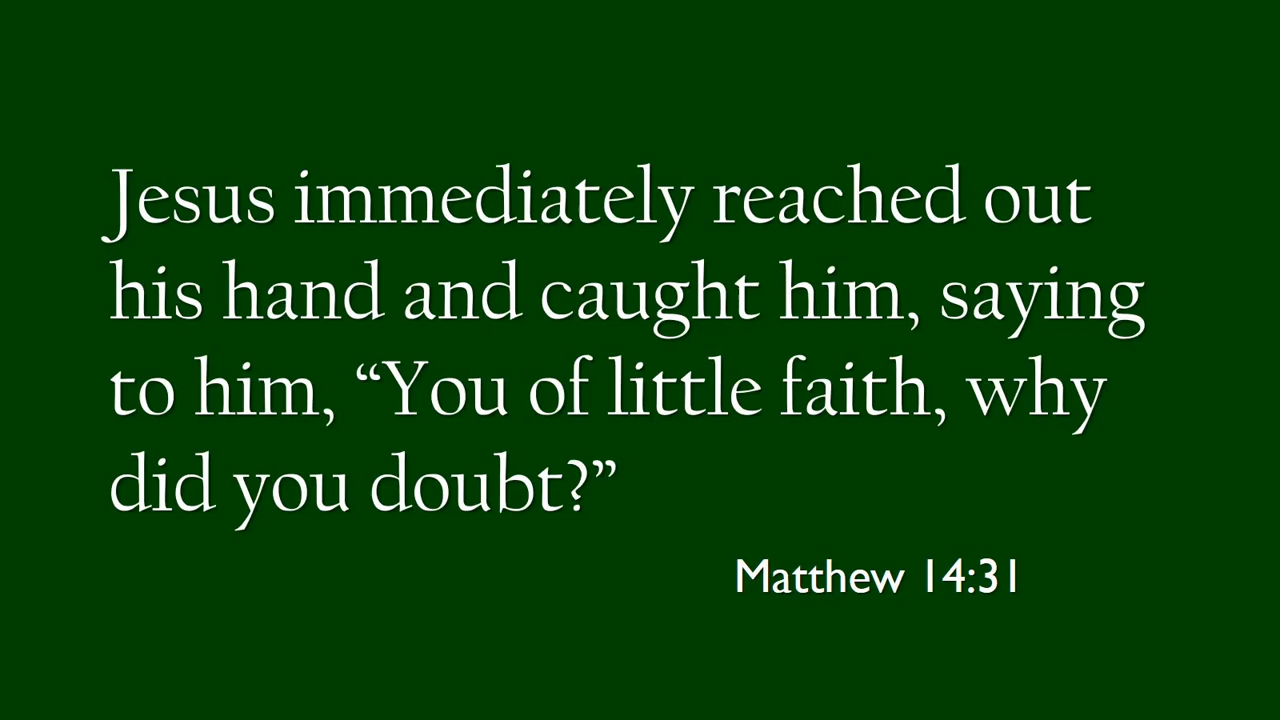 Jesus immediately reached out
his hand and caught him, saying
to him, “You of little faith, why
did you doubt?”
Matthew 14:31